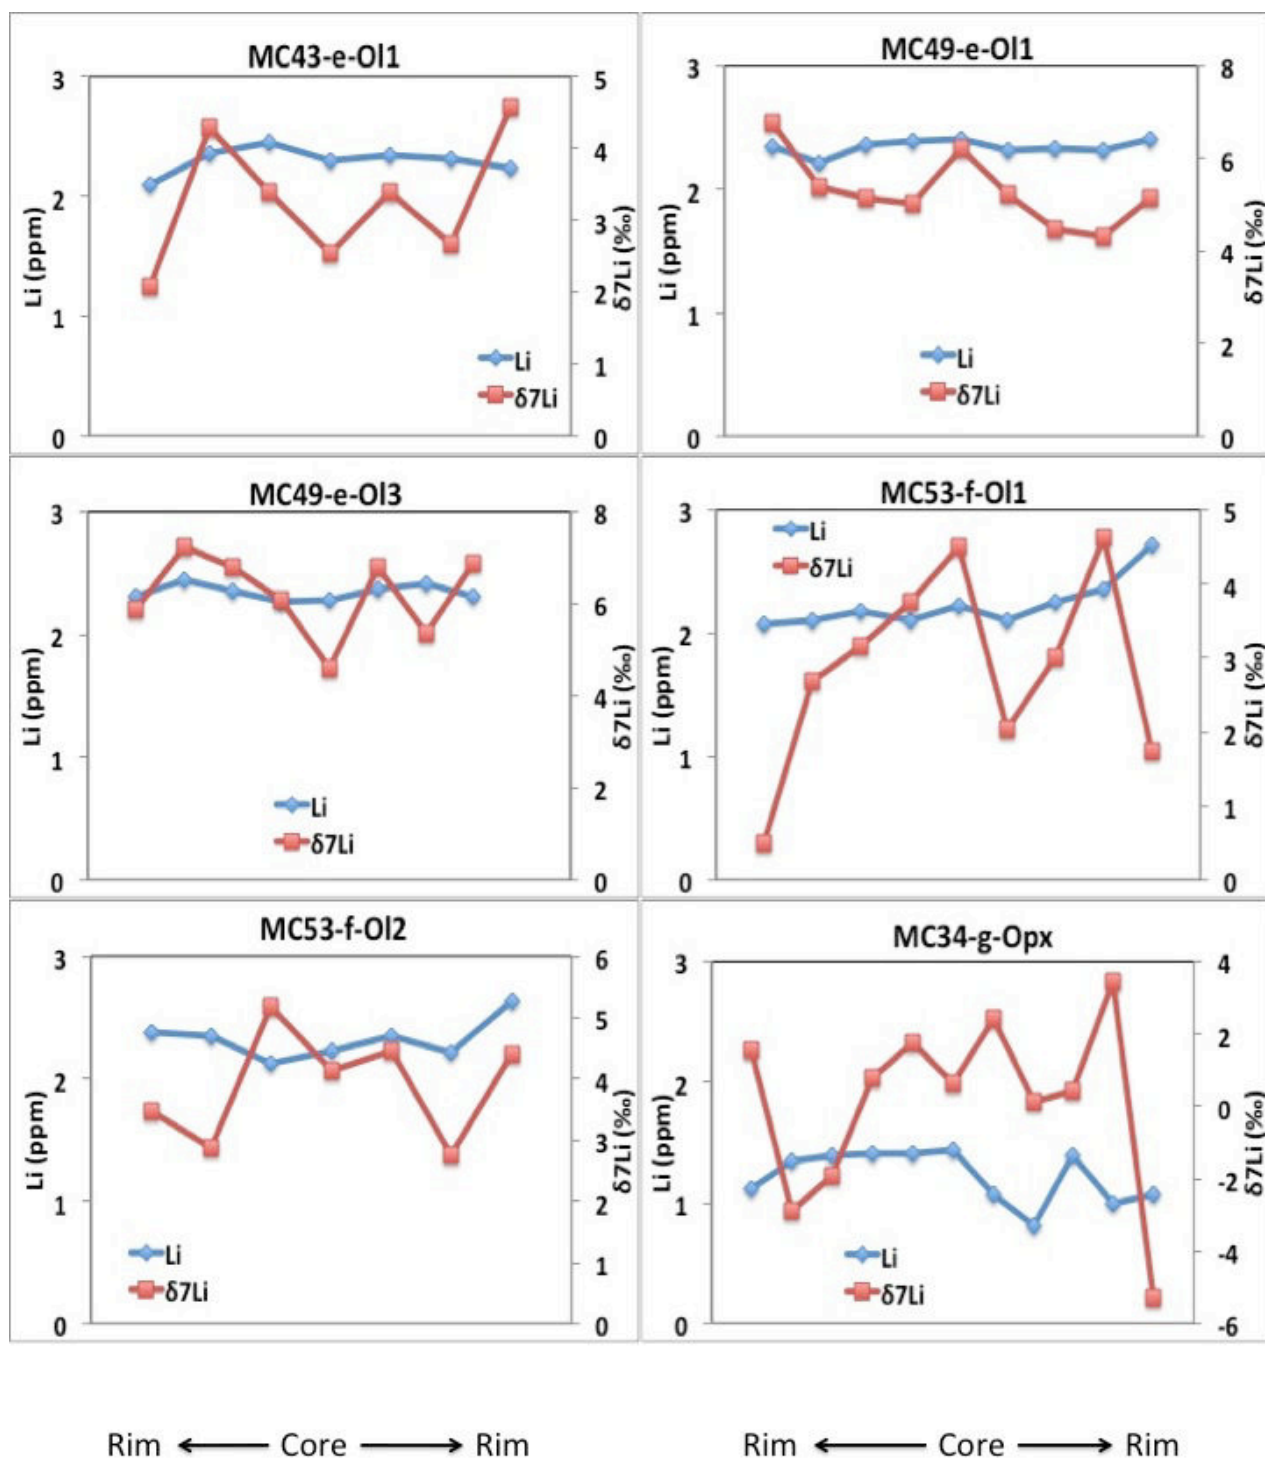 MC43-e-Ol1
3
2
1
0
Li (ppm)
5
4
3
2
1
0
δ7Li (‰)
Li
δ7Li
MC49-e-Ol1
3
2
1
0
Li (ppm)
8
6
4
2
0
δ7Li (‰)
Li
δ7Li
MC49-e-Ol3
3
2
1
0
Li (ppm)
8
6
4
2
0
δ7Li (‰)
Li
δ7Li
MC53-f-Ol1
3
2
1
0
Li (ppm)
5
4
3
2
1
0
δ7Li (‰)
Li
δ7Li
MC53-f-Ol2
3
2
1
0
Li (ppm)
6
5
4
3
2
1
0
δ7Li (‰)
Li
δ7Li
MC34-g-Opx
3
2
1
0
Li (ppm)
4
2
0
-2
-4
-6
δ7Li (‰)
Li
δ7Li
Rim ← Core → Rim
Rim ← Core → Rim